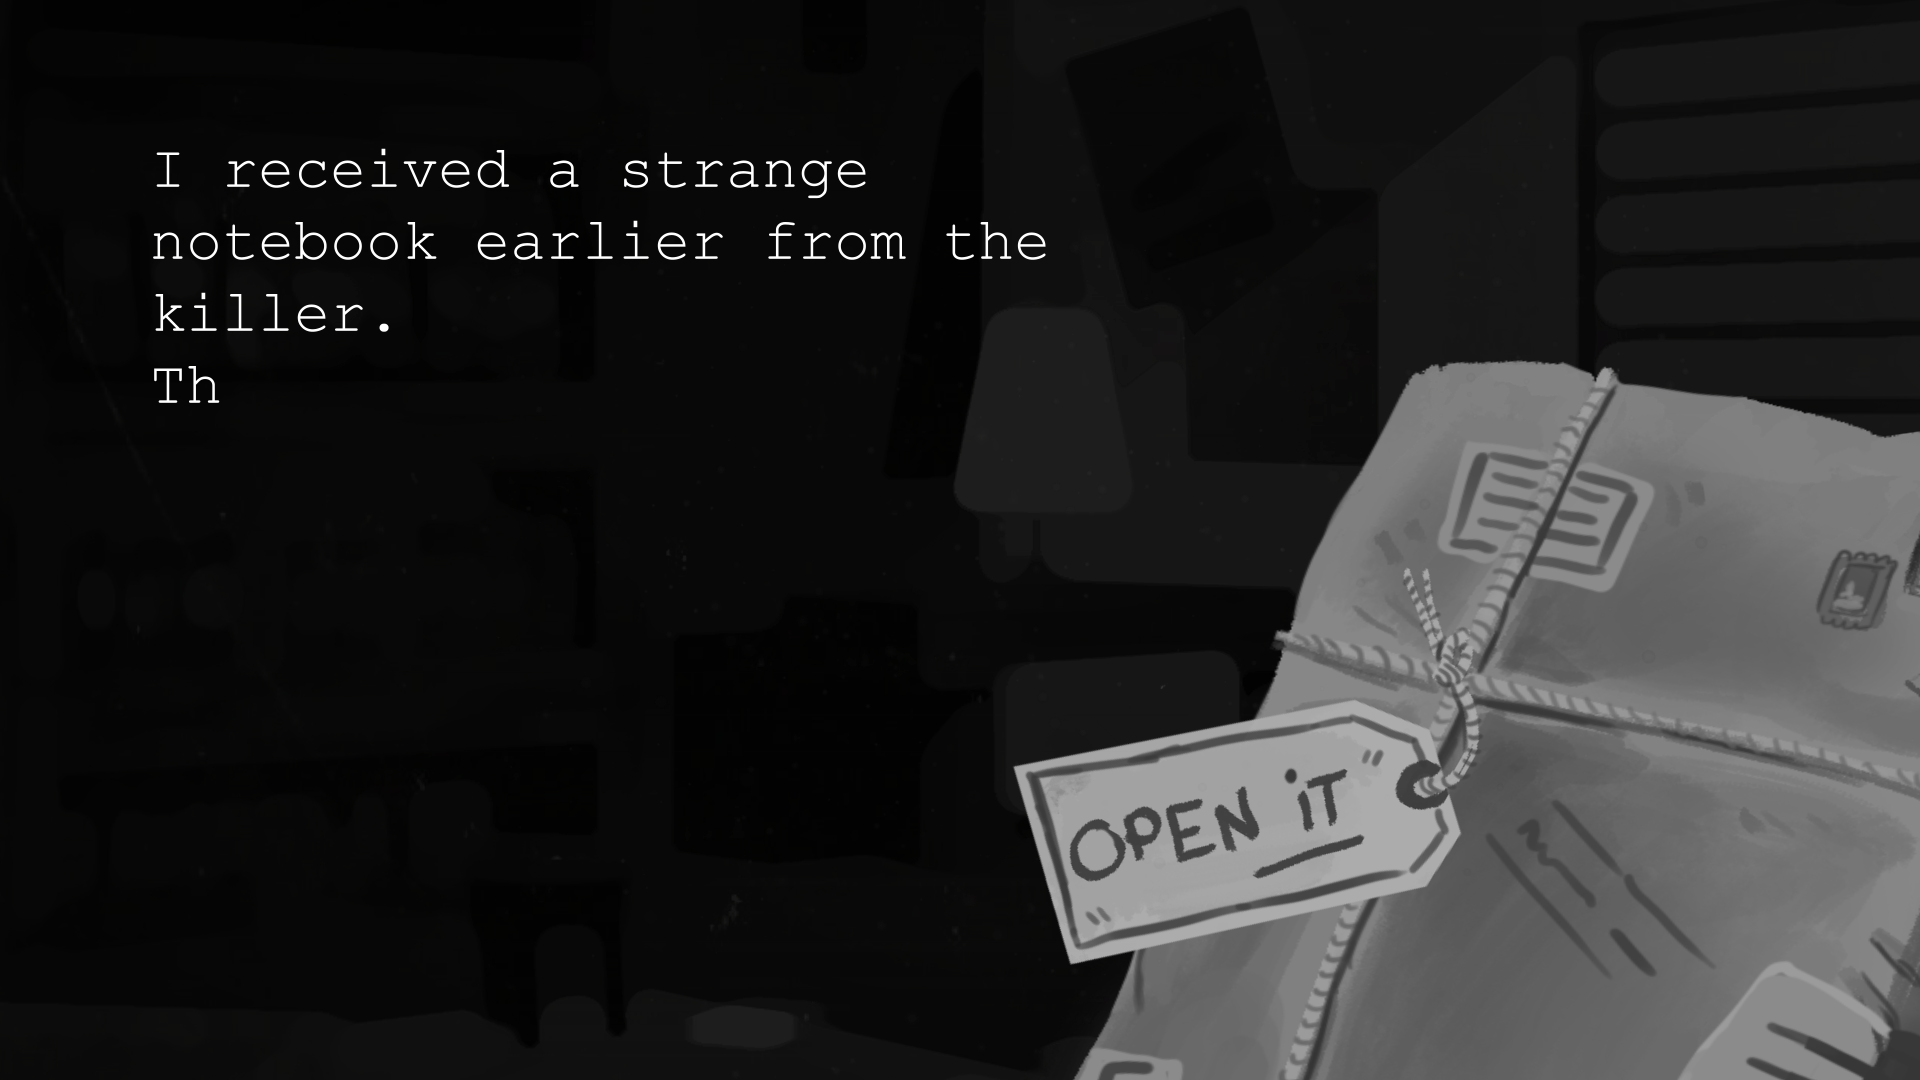 I received a strange
notebook earlier from the
killer.
Th
OPEN iT